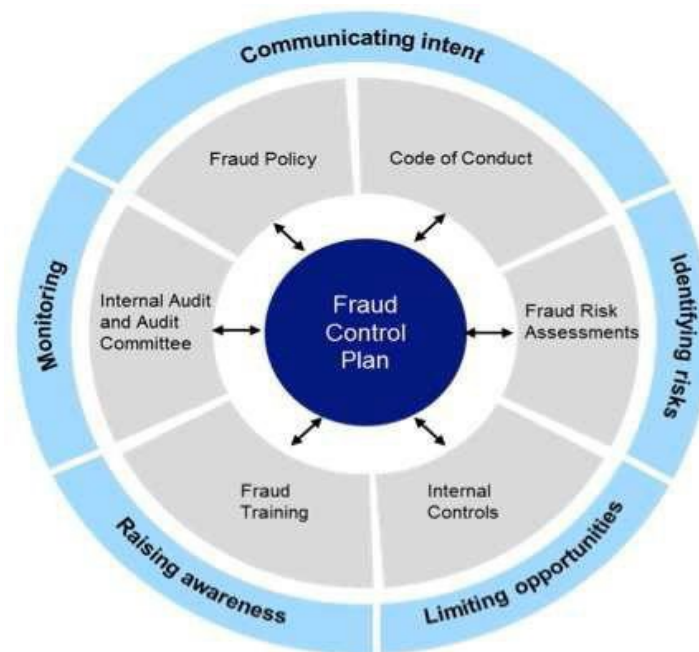 Communicating intent
Fraud Policy
Code of Conduct
Monitoring
Internal Audit
and Audit
Committee
Fraud
Control
Plan
Fraud Risk
Assessments
Identifying risks
Fraud
Training
Internal
Controls
Raising awareness
Limiting opportunities